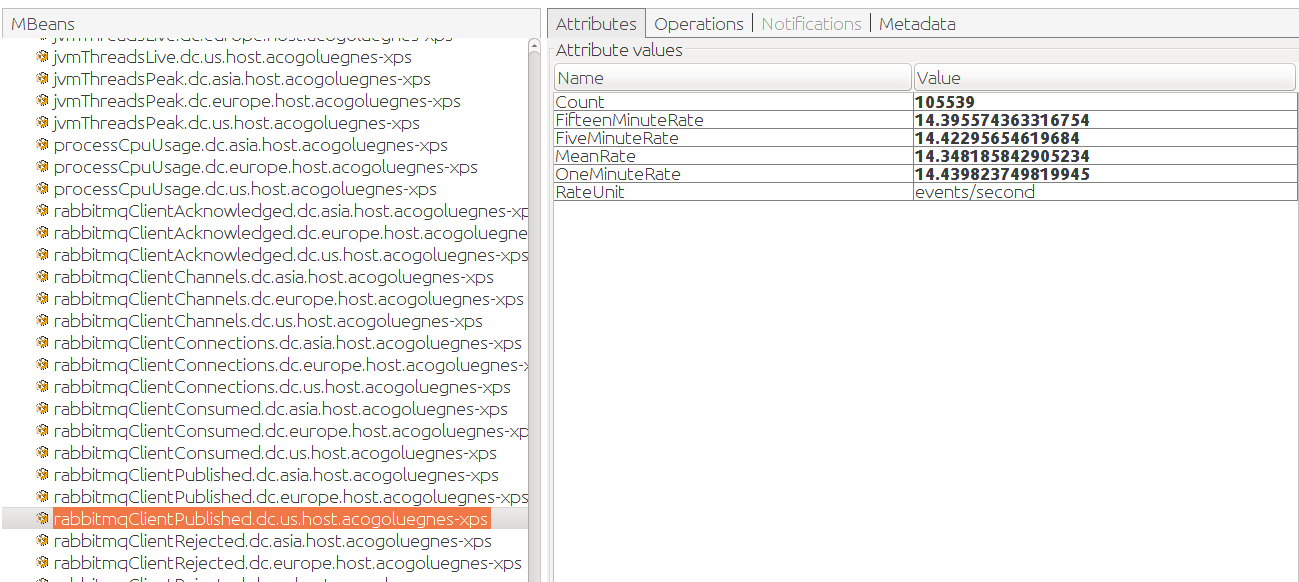 MBeans
jvmThreadsLive.dc.europe.host.acogoluegnes-xps
jvmThreadsLive.dc.us.host.acogoluegnes-xps
jvmThreadsPeak.dc.asia.host.acogoluegnes-xps
jvmThreadsPeak.dc.europe.host.acogoluegnes-xps
jvmThreadsPeak.dc.us.host.acogoluegnes-xps
processCpuUsage.dc.asia.host.acogoluegnes-xps
processCpuUsage.dc.europe.host.acogoluegnes-xps
processCpuUsage.dc.us.host.acogoluegnes-xps
rabbitmqClientAcknowledged.dc.asia.host.acogoluegnes-xp
rabbitmqClientAcknowledged.dc.europe.host.acogoluegne
rabbitmqClientAcknowledged.dc.us.host.acogoluegnes-xps
rabbitmqClientChannels.dc.asia.host.acogoluegnes-xps
rabbitmqClientChannels.dc.europe.host.acogoluegnes-xps
rabbitmqClientChannels.dc.us.host.acogoluegnes-xps
rabbitmqClientConnections.dc.asia.host.acogoluegnes-xps
rabbitmqClientConnections.dc.europe.host.acogoluegnes-x
rabbitmqClientConnections.dc.us.host.acogoluegnes-xps
rabbitmqClientConsumed.dc.asia.host.acogoluegnes-xps
rabbitmqClientConsumed.dc.europe.host.acogoluegnes-xp
rabbitmqClientConsumed.dc.us.host.acogoluegnes-xps
rabbitmqClientPublished.dc.asia.host.acogoluegnes-xps
rabbitmqClientPublished.dc.europe.host.acogoluegnes-xps
rabbitmqClientPublished.dc.us.host.acogoluegnes-xps
rabbitmqClientRejected.dc.asia.host.acogoluegnes-xps
rabbitmqClientRejected.dc.europe.host.acogoluegnes-xps
Attributes Operations Notifications Metadata
Attribute values
Name Value
Count 105539
FifteenMinuteRate 14.395574363316754
FiveMinuteRate 14.42295654619684
MeanRate 14.348185842905234
OneMinuteRate 14.439823749819945
RateUnit events/second